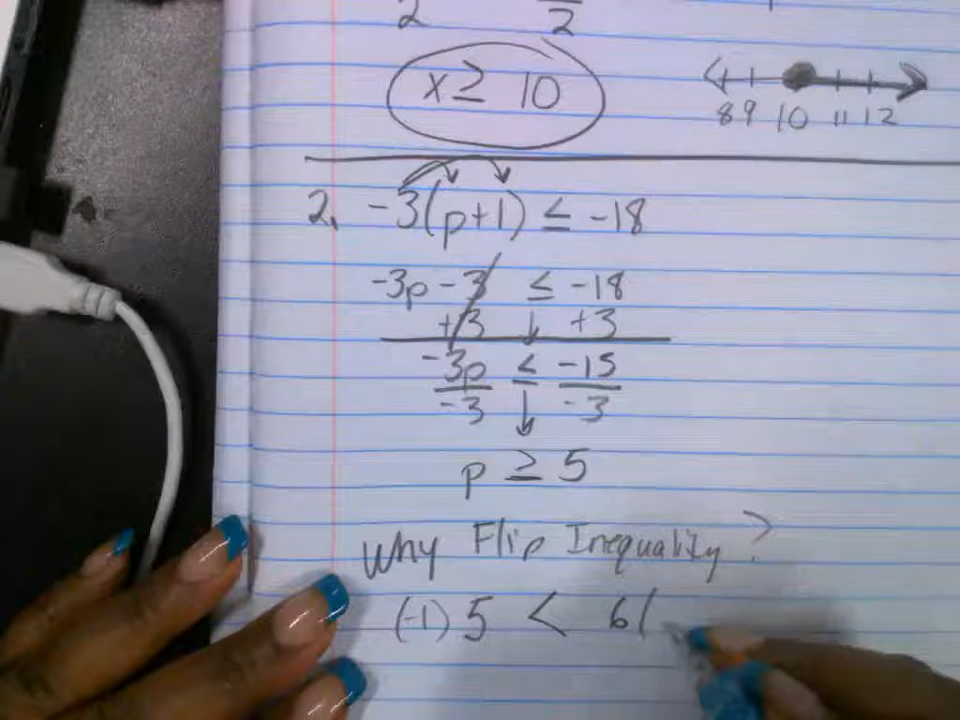 2 2
x ≥ 10
8 9 10 11 12
2. -3(p+1) ≤ -18
-3p - 3 ≤ -18
+3 +3
-3p ≤ -15
-3 -3
p ≥ 5
Why Flip Inequality?
(-1) 5 < 6(